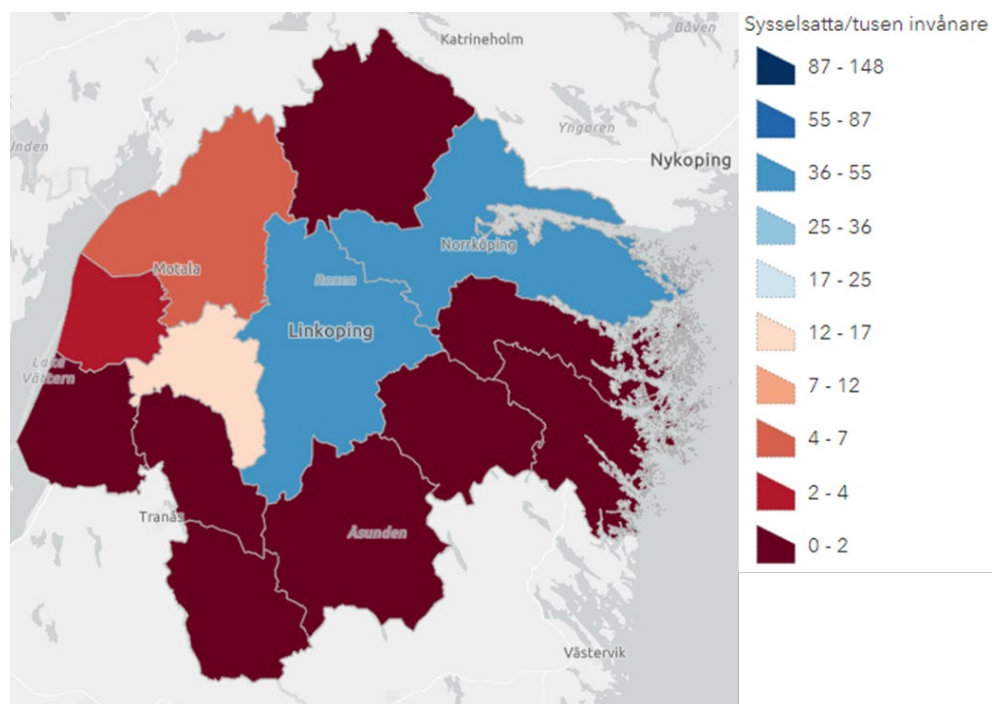 Katrineholm
Båven
Unden
Yngaren
Nykoping
Norrköping
Motala
Roxen
Linkoping
Lake
Vättern
Tranås
Åsunden
Västervik
Sysselsatta/tusen invånare
87 - 148
55 - 87
36 - 55
25 - 36
17 - 25
12 - 17
7 - 12
4 - 7
2 - 4
0 - 2